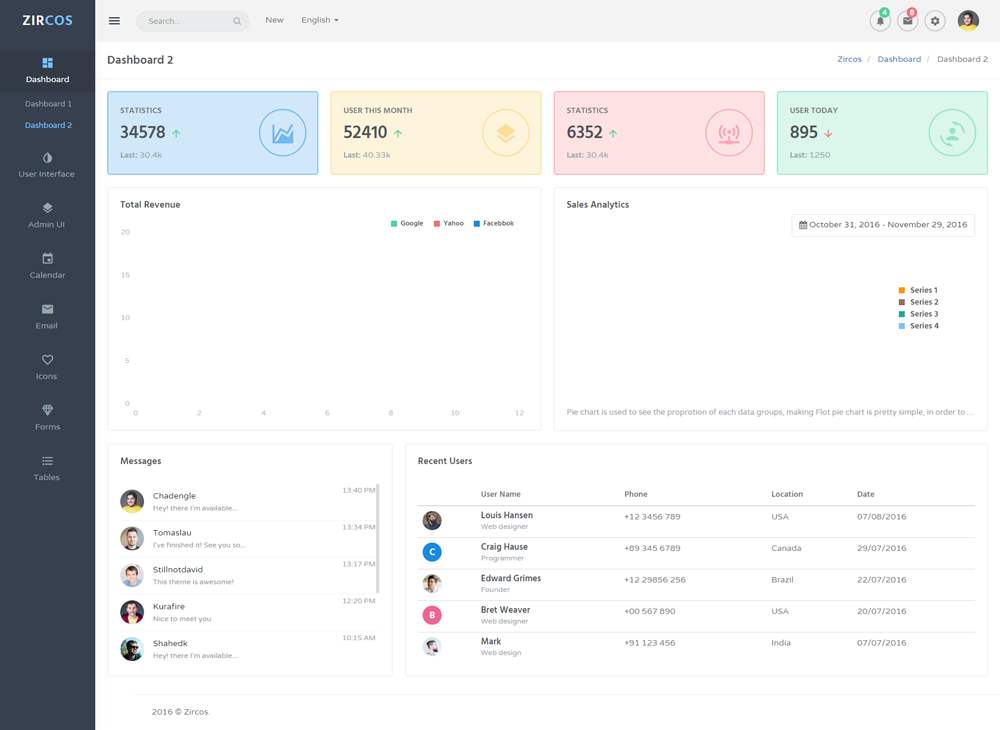 ZIRCOS
Search...
New
English
4
8
Dashboard
Dashboard 1
Dashboard 2
User Interface
Admin UI
Calendar
Email
Icons
Forms
Tables
Dashboard 2
Zircos / Dashboard / Dashboard 2
STATISTICS
34578
Last: 30.4k
USER THIS MONTH
52410
Last: 40.33k
STATISTICS
6352
Last: 30.4k
USER TODAY
895
Last: 1250
Total Revenue
Google Yahoo Facebbok
20
15
10
5
0
0 2 4 6 8 10 12
Sales Analytics
October 31, 2016 - November 29, 2016
Series 1
Series 2
Series 3
Series 4
Pie chart is used to see the proprotion of each data groups, making Flot pie chart is pretty simple, in order to ...
Messages
Chadengle 13:40 PM
Hey! there I'm available...
Tomaslau 13:34 PM
I've finished it! See you so...
Stillnotdavid 13:17 PM
This theme is awesome!
Kurafire 12:20 PM
Nice to meet you
Shahedk 10:15 AM
Hey! there I'm available...
Recent Users
User Name Phone Location Date
Louis Hansen +12 3456 789 USA 07/08/2016
Web designer
C Craig Hause +89 345 6789 Canada 29/07/2016
Programmer
Edward Grimes +12 29856 256 Brazil 22/07/2016
Founder
B Bret Weaver +00 567 890 USA 20/07/2016
Web designer
Mark +91 123 456 India 07/07/2016
Web design
2016 © Zircos.